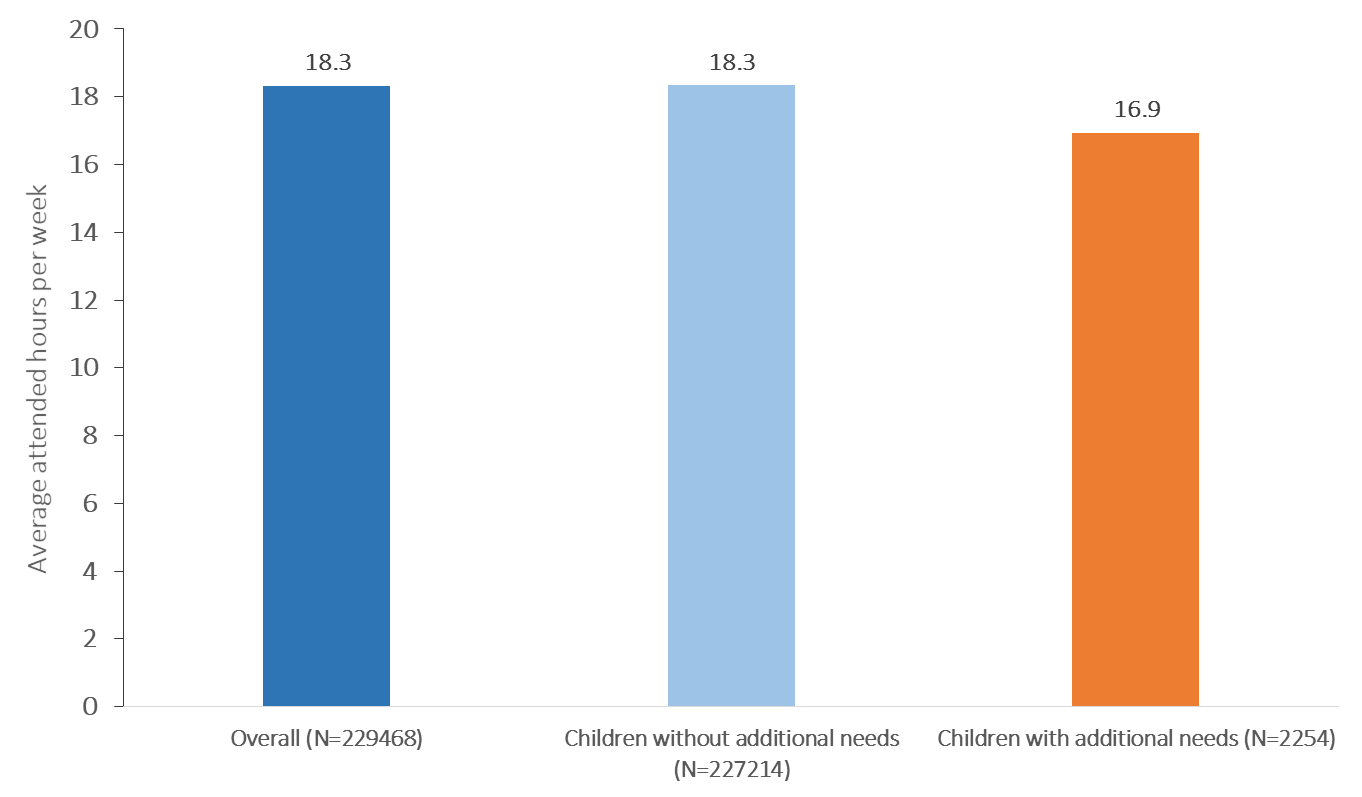 20
18
16
14
12
10
8
6
4
2
0
Average attended hours per week
18.3
18.3
16.9
Overall (N=229468)
Children without additional needs
(N=227214)
Children with additional needs (N=2254)